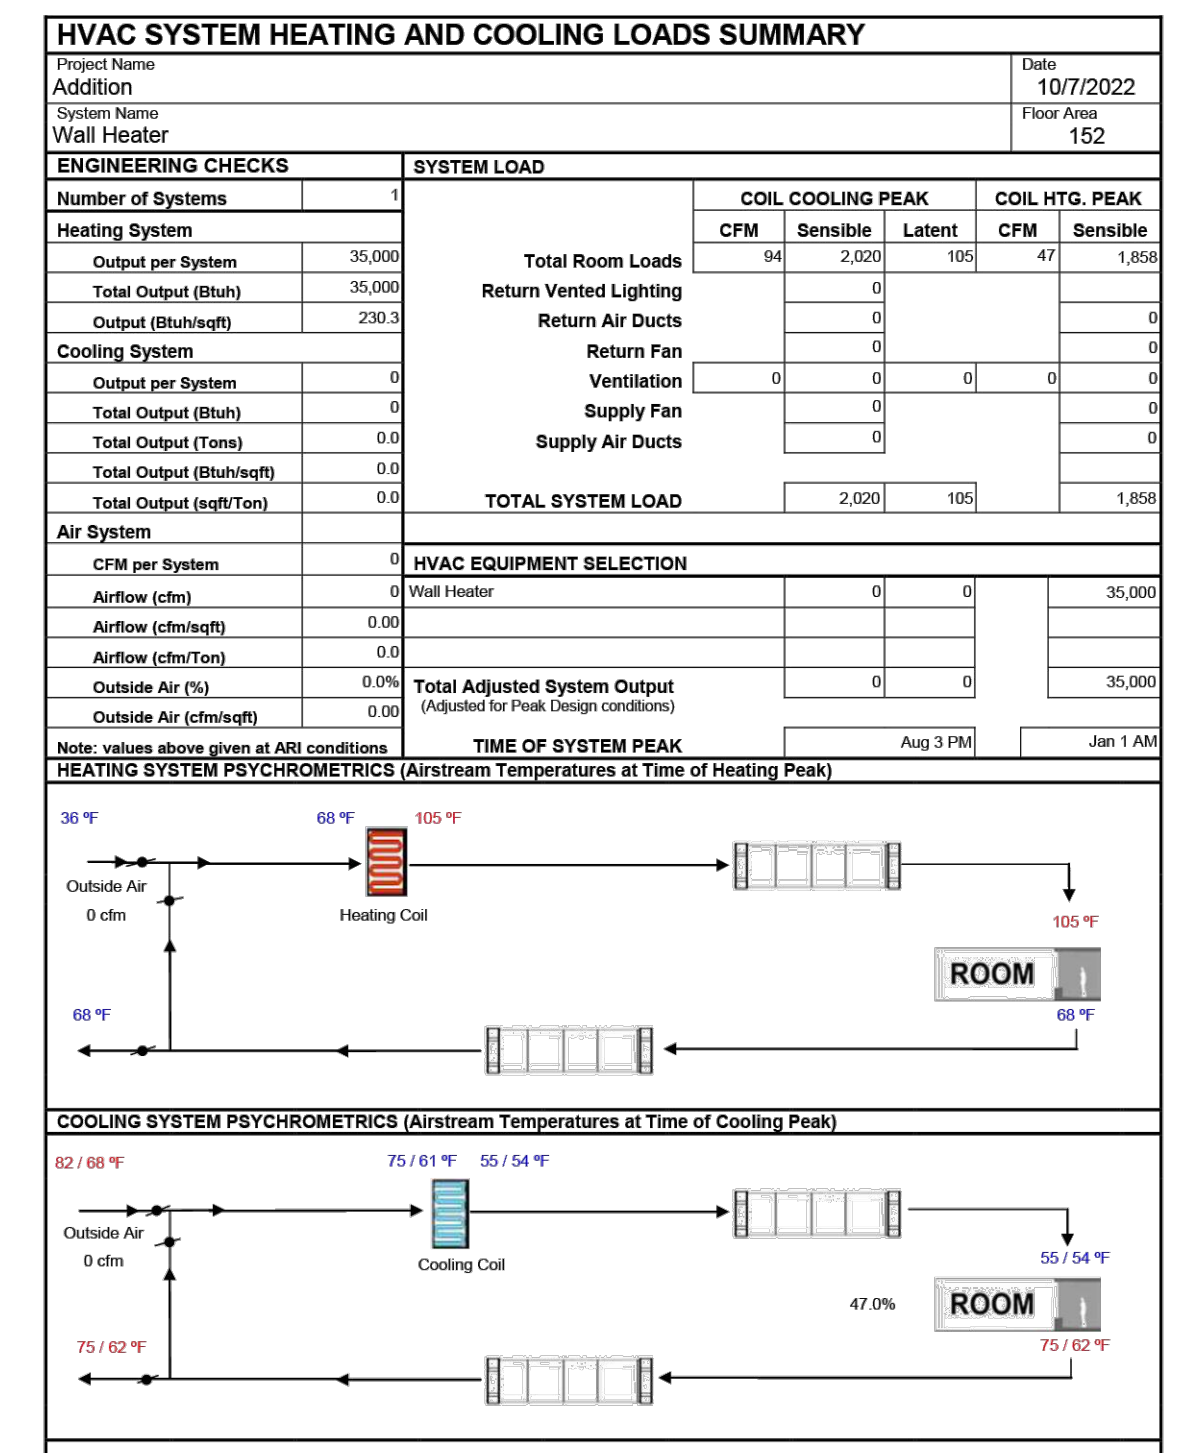 HVAC SYSTEM HEATING AND COOLING LOADS SUMMARY
Project Name
Addition
Date
10/7/2022
System Name
Wall Heater
Floor Area
152
ENGINEERING CHECKS
Number of Systems 1
Heating System
Output per System 35,000
Total Output (Btuh) 35,000
Output (Btuh/sqft) 230.3
Cooling System
Output per System 0
Total Output (Btuh) 0
Total Output (Tons) 0.0
Total Output (Btuh/sqft) 0.0
Total Output (sqft/Ton) 0.0
Air System
CFM per System 0
Airflow (cfm) 0
Airflow (cfm/sqft) 0.00
Airflow (cfm/Ton) 0.0
Outside Air (%) 0.0%
Outside Air (cfm/sqft) 0.00
Note: values above given at ARI conditions
SYSTEM LOAD
COIL COOLING PEAK COIL HTG. PEAK
CFM Sensible Latent CFM Sensible
Total Room Loads 94 2,020 105 47 1,858
Return Vented Lighting 0
Return Air Ducts 0 0
Return Fan 0 0
Ventilation 0 0 0 0 0
Supply Fan 0 0
Supply Air Ducts 0 0
TOTAL SYSTEM LOAD 2,020 105 1,858
HVAC EQUIPMENT SELECTION
Wall Heater 0 0 35,000
Total Adjusted System Output 0 0 35,000
(Adjusted for Peak Design conditions)
TIME OF SYSTEM PEAK Aug 3 PM Jan 1 AM
HEATING SYSTEM PSYCHROMETRICS (Airstream Temperatures at Time of Heating Peak)
36 ºF 68 ºF 105 ºF
Outside Air
0 cfm
Heating Coil
105 ºF
ROOM
68 ºF 68 ºF
COOLING SYSTEM PSYCHROMETRICS (Airstream Temperatures at Time of Cooling Peak)
82 / 68 ºF 75 / 61 ºF 55 / 54 ºF
Outside Air
0 cfm
Cooling Coil
55 / 54 ºF
47.0% ROOM
75 / 62 ºF 75 / 62 ºF